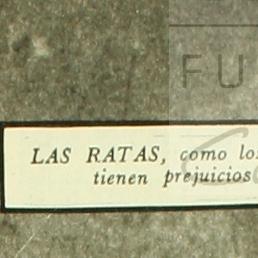 FU
LAS RATAS, como lo
tienen prejuicios